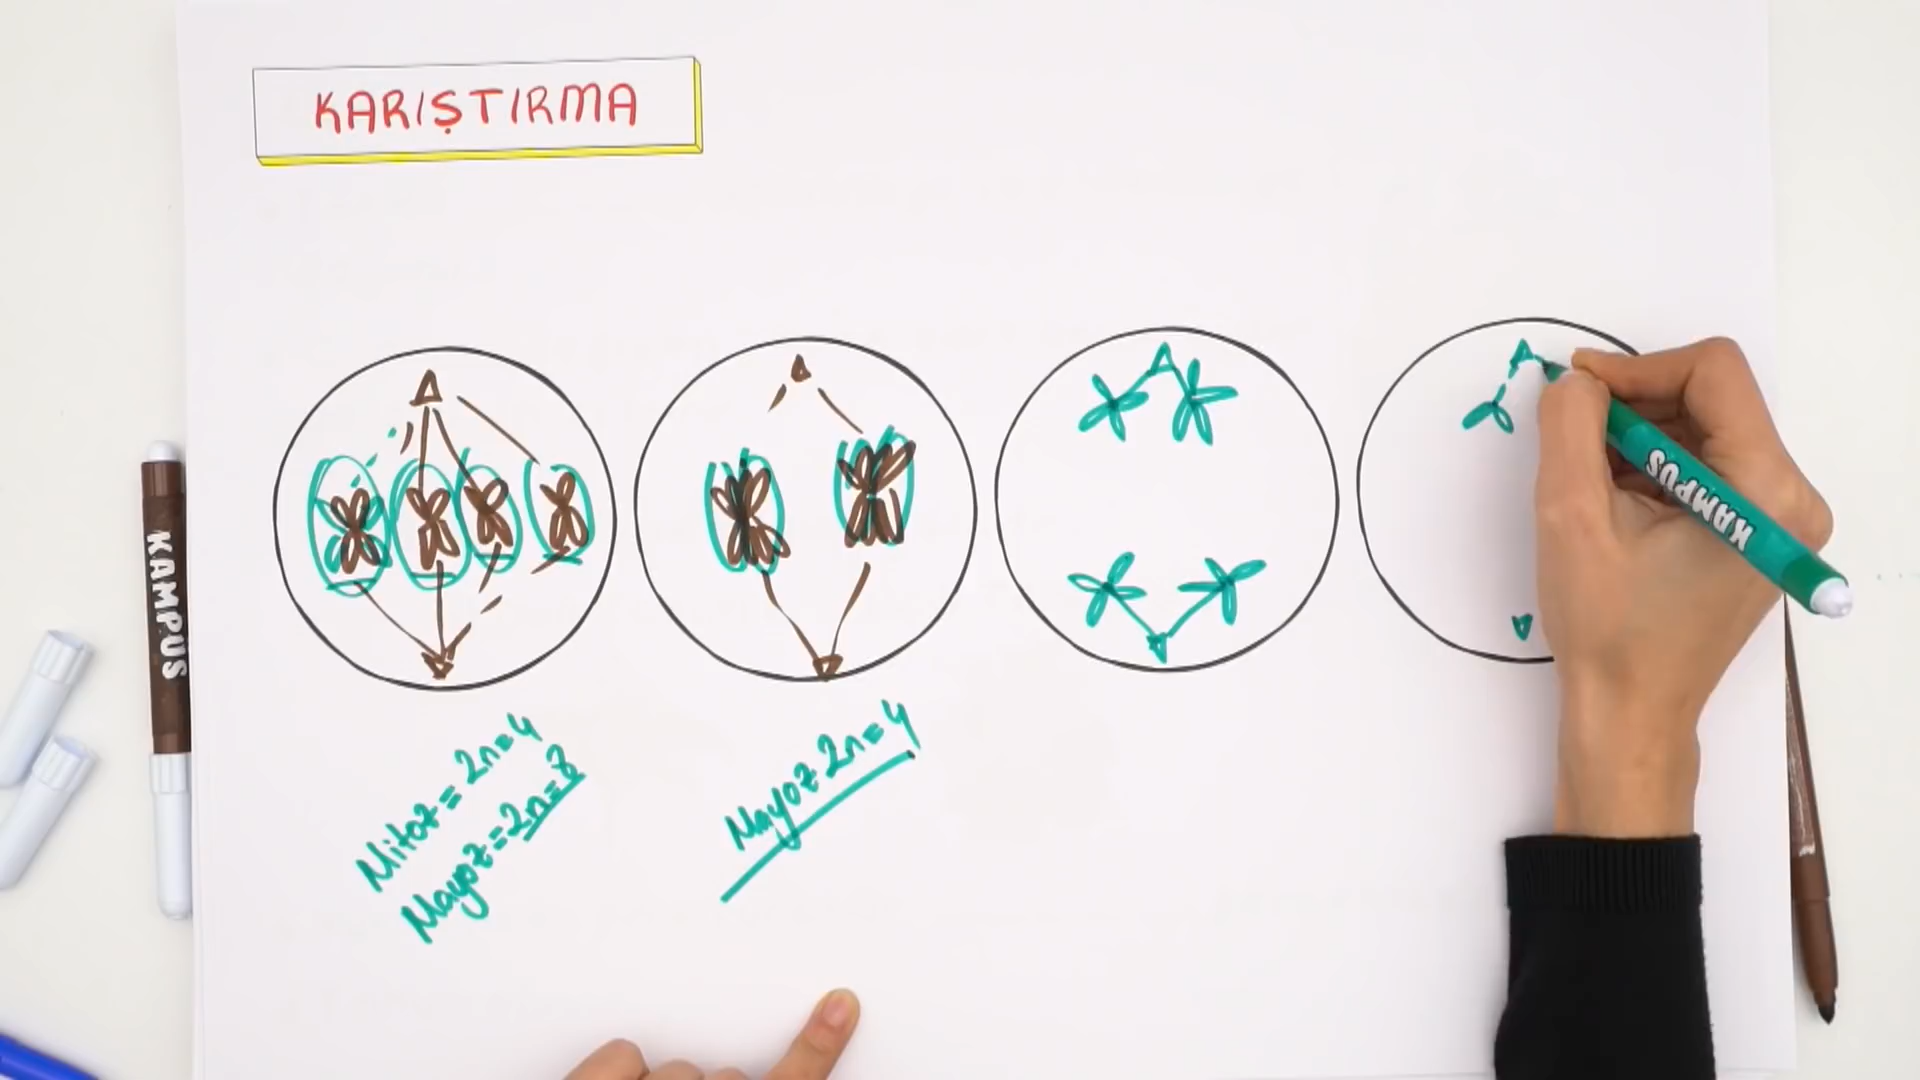 KARIŞTIRMA
KAMPUS
KAMPUS
Mitoz = 2n=4
Mayoz = 2n=8
Mayoz 2n=4